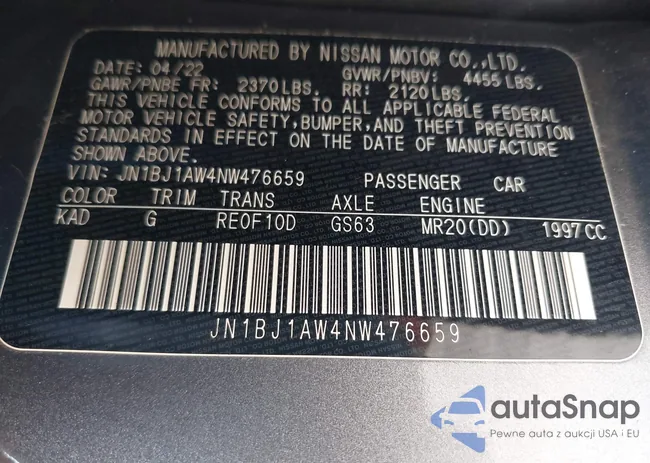 MANUFACTURED BY NISSAN MOTOR CO.,LTD.
DATE: 04/22 GVWR/PNBV: 4455 LBS.
GAWR/PNBE FR: 2370 LBS. RR: 2120 LBS.
THIS VEHICLE CONFORMS TO ALL APPLICABLE FEDERAL
MOTOR VEHICLE SAFETY, BUMPER, AND THEFT PREVENTION
STANDARDS IN EFFECT ON THE DATE OF MANUFACTURE
SHOWN ABOVE.
VIN: JN1BJ1AW4NW476659 PASSENGER CAR
COLOR TRIM TRANS AXLE ENGINE
KAD G RE0F10D GS63 MR20(DD) 1997CC
JN1BJ1AW4NW476659
autoSnap
Pewne auta z aukcji USA i EU